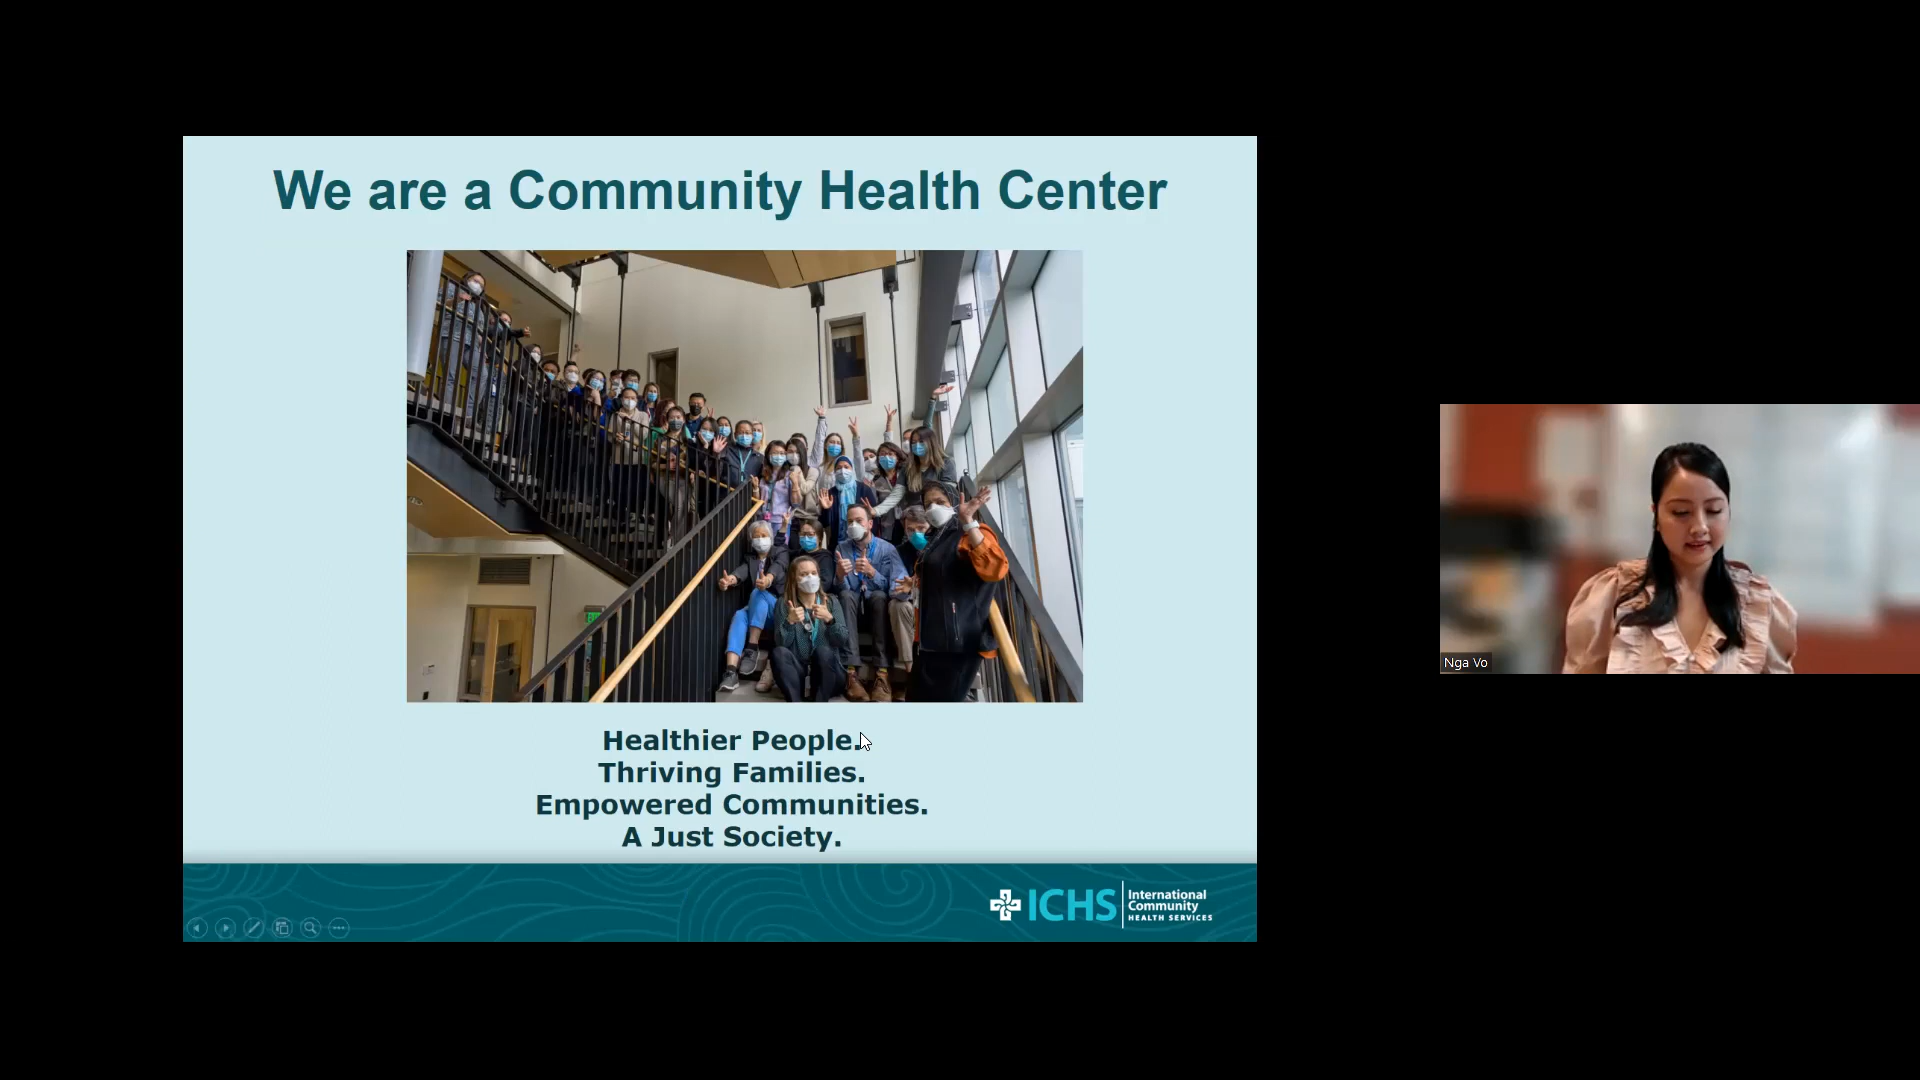 We are a Community Health Center
Healthier People.
Thriving Families.
Empowered Communities.
A Just Society.
ICHS
International
Community
HEALTH SERVICES
Nga Vo